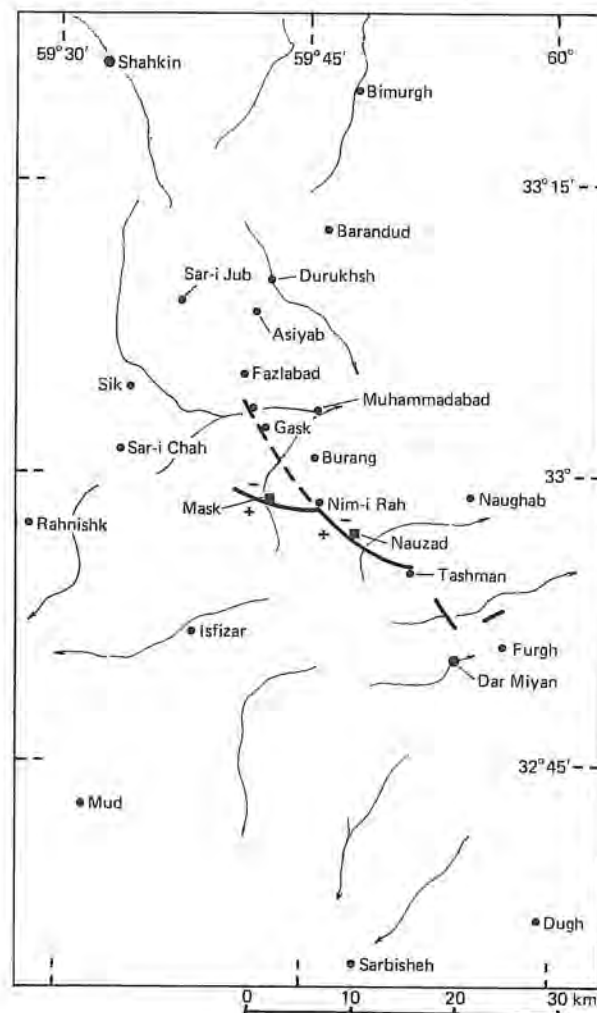 59° 30'
59° 45'
60°
Shahkin
Bimurgh
33° 15'
Barandud
Sar-i Jub
Durukhsh
Asiyab
Fazlabad
Sik
Muhammadabad
Gask
Sar-i Chah
Burang
33°
Mask
Nim-i Rah
Naughab
Rahnishk
Nauzad
Tashman
Isfizar
Furgh
Dar Miyan
32° 45'
Mud
Dugh
Sarbisheh
0 10 20 30 km